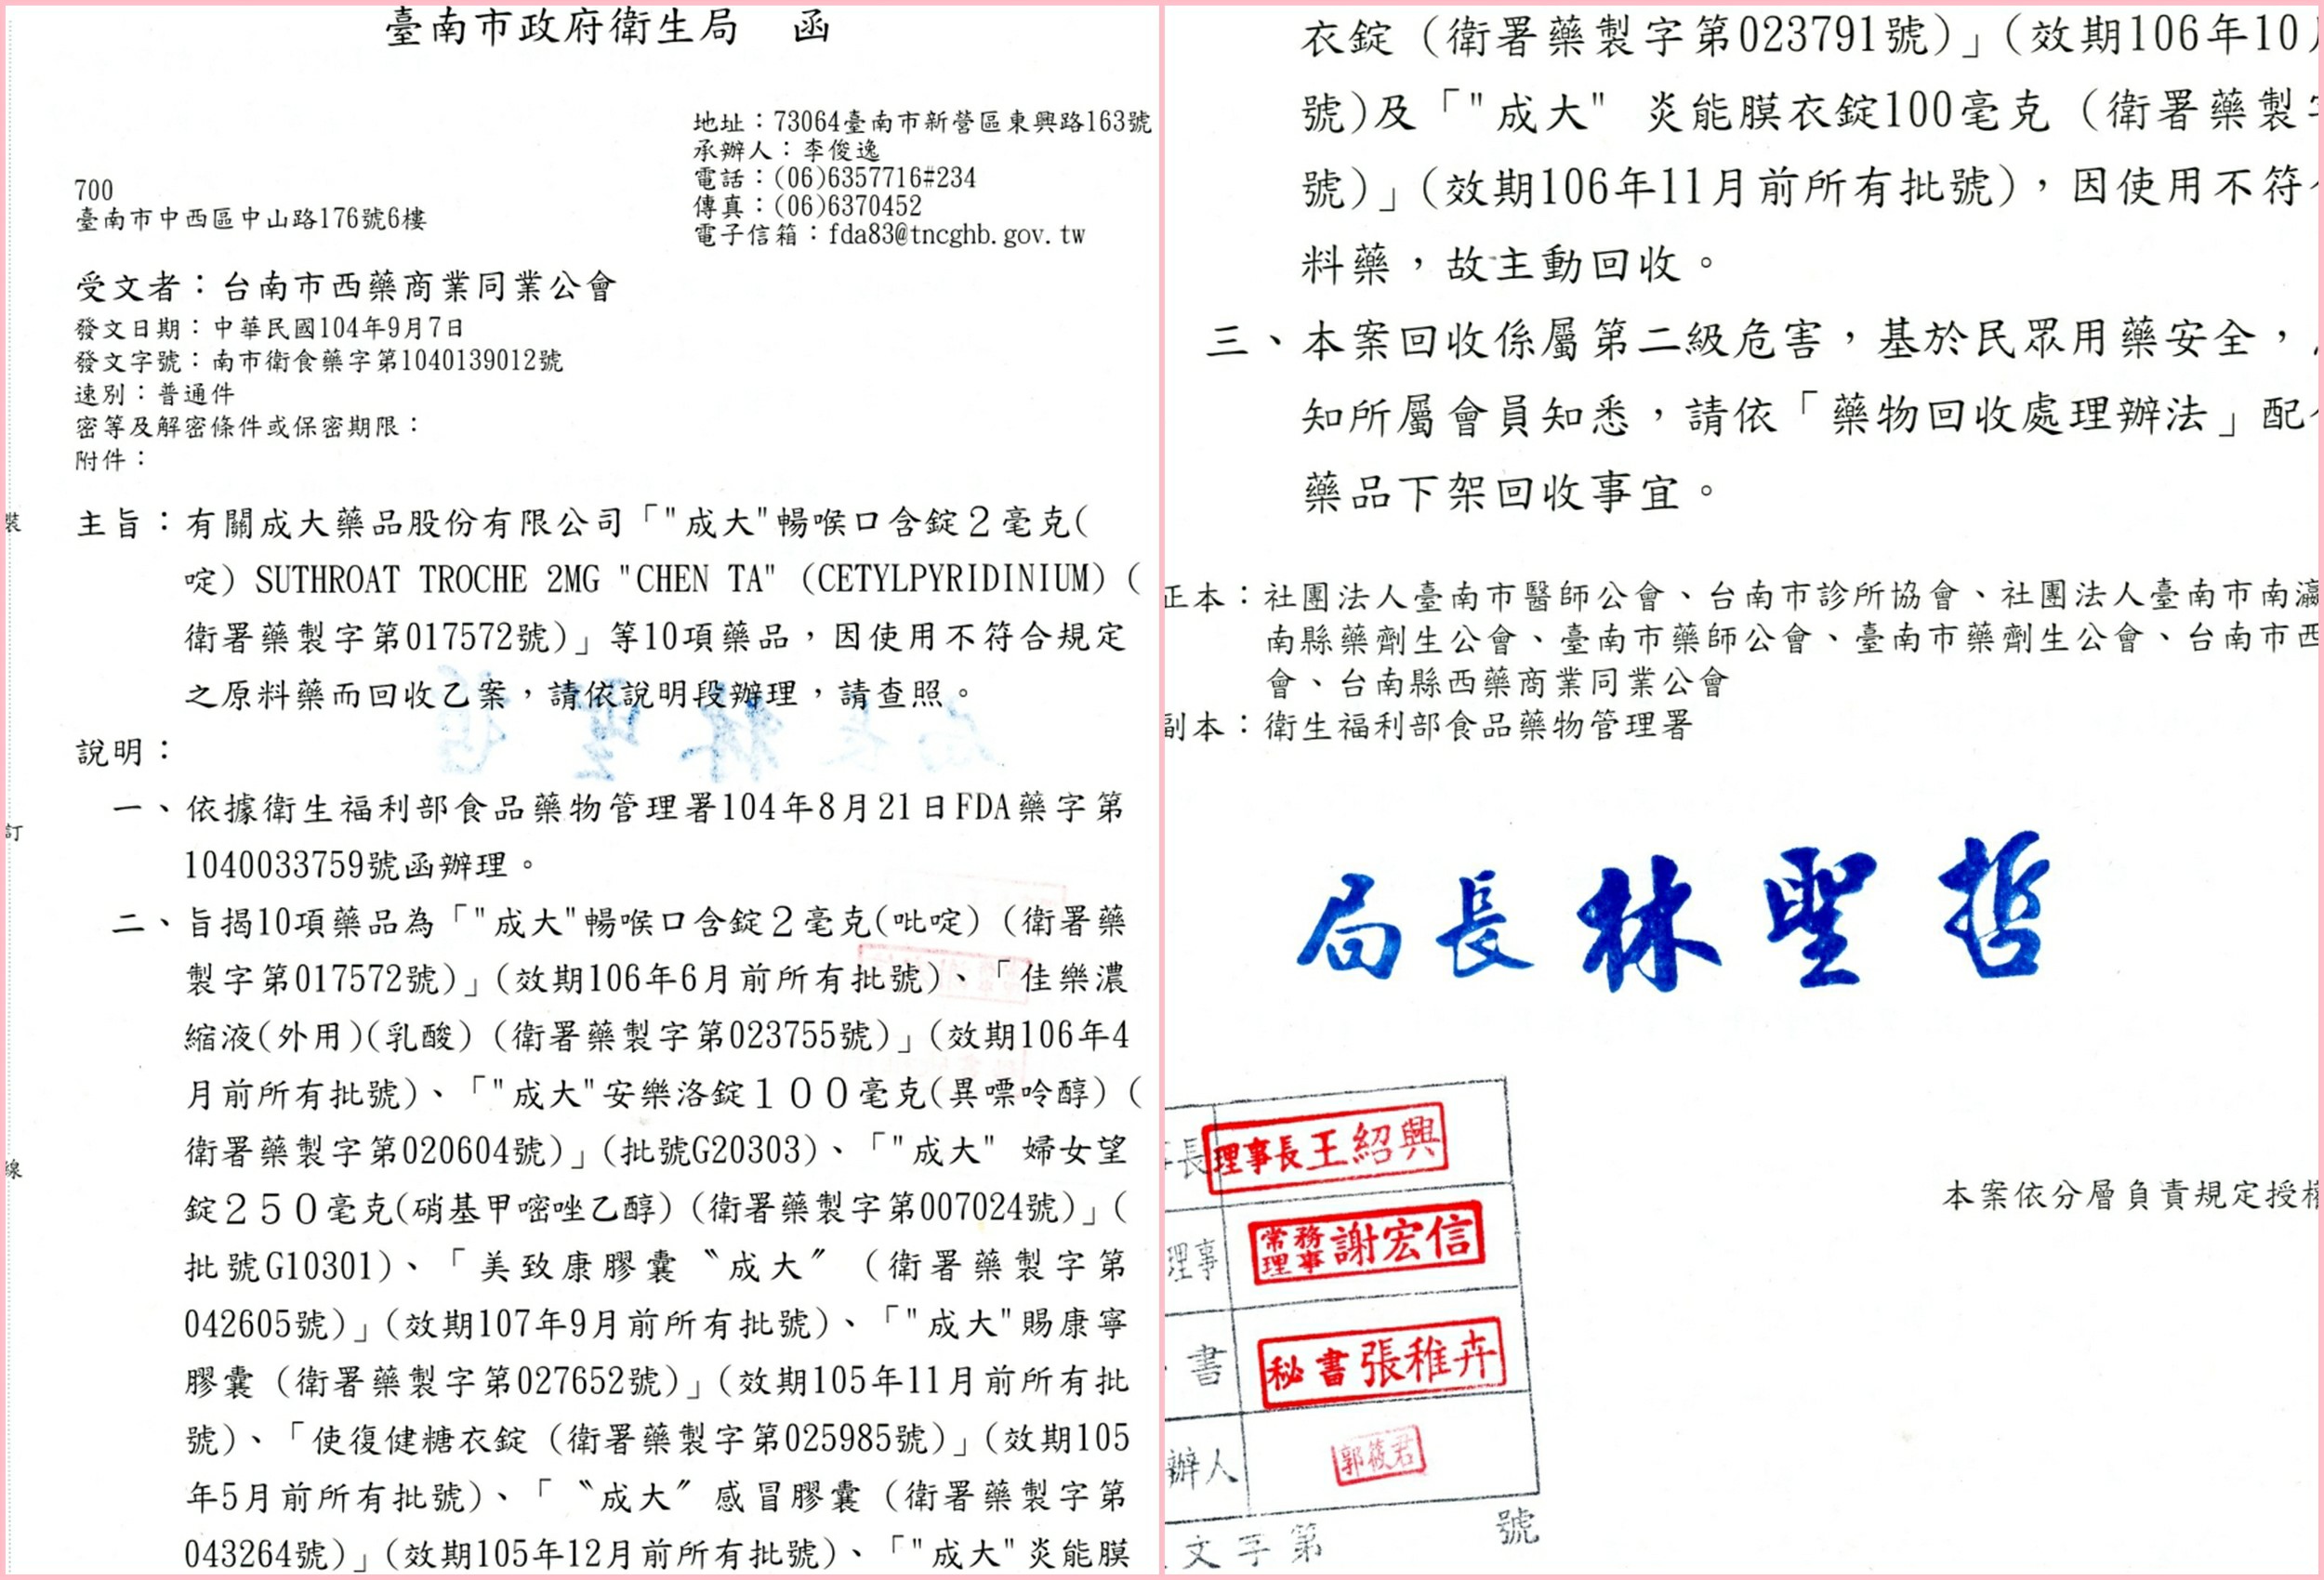 臺南市政府衛生局 函
地址：73064臺南市新營區東興路163號
承辦人：李俊逸
電話：(06)6357716#234
傳真：(06)6370452
電子信箱：fda83@tncghb.gov.tw
700
臺南市中西區中山路176號6樓
受文者：台南市西藥商業同業公會
發文日期：中華民國104年9月7日
發文字號：南市衛食藥字第1040139012號
速別：普通件
密等及解密條件或保密期限：
附件：
主旨：有關成大藥品股份有限公司「"成大"暢喉口含錠２毫克(
啶) SUTHROAT TROCHE 2MG "CHEN TA" (CETYLPYRIDINIUM) (
衛署藥製字第017572號)」等10項藥品，因使用不符合規定
之原料藥而回收乙案，請依說明段辦理，請查照。
說明：
一、依據衛生福利部食品藥物管理署104年8月21日FDA藥字第
1040033759號函辦理。
二、旨揭10項藥品為「"成大"暢喉口含錠２毫克(吡啶) (衛署藥
製字第017572號)」(效期106年6月前所有批號)、「佳樂濃
縮液(外用)(乳酸) (衛署藥製字第023755號)」(效期106年4
月前所有批號)、「"成大"安樂洛錠１００毫克(異嘌呤醇) (
衛署藥製字第020604號)」(批號G20303)、「"成大" 婦女望
錠２５０毫克(硝基甲嘧唑乙醇) (衛署藥製字第007024號)」(
批號G10301)、「美致康膠囊〝成大〞 (衛署藥製字第
042605號)」(效期107年9月前所有批號)、「"成大"賜康寧
膠囊 (衛署藥製字第027652號)」(效期105年11月前所有批
號)、「使復健糖衣錠 (衛署藥製字第025985號)」(效期105
年5月前所有批號)、「〝成大〞感冒膠囊 (衛署藥製字第
043264號)」(效期105年12月前所有批號)、「"成大"炎能膜
裝
訂
線
衣錠 (衛署藥製字第023791號)」(效期106年10
號)及「"成大" 炎能膜衣錠100毫克 (衛署藥製
號)」(效期106年11月前所有批號)，因使用不符
料藥，故主動回收。
三、本案回收係屬第二級危害，基於民眾用藥安全，
知所屬會員知悉，請依「藥物回收處理辦法」配
藥品下架回收事宜。
正本：社團法人臺南市醫師公會、台南市診所協會、社團法人臺南市南瀛
南縣藥劑生公會、臺南市藥師公會、臺南市藥劑生公會、台南市西
會、台南縣西藥商業同業公會
副本：衛生福利部食品藥物管理署
局長林聖哲
長 理事長王紹興
本案依分層負責規定授權
理事 常務理事謝宏信
書 秘書張稚卉
辦人 郭筱君
文字第 號